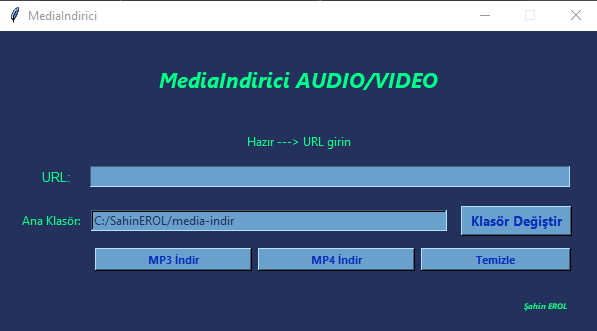 MediaIndirici
MediaIndirici AUDIO/VIDEO
Hazır ---> URL girin
URL:
Ana Klasör: C:/SahinEROL/media-indir Klasör Değiştir
MP3 İndir MP4 İndir Temizle
Şahin EROL